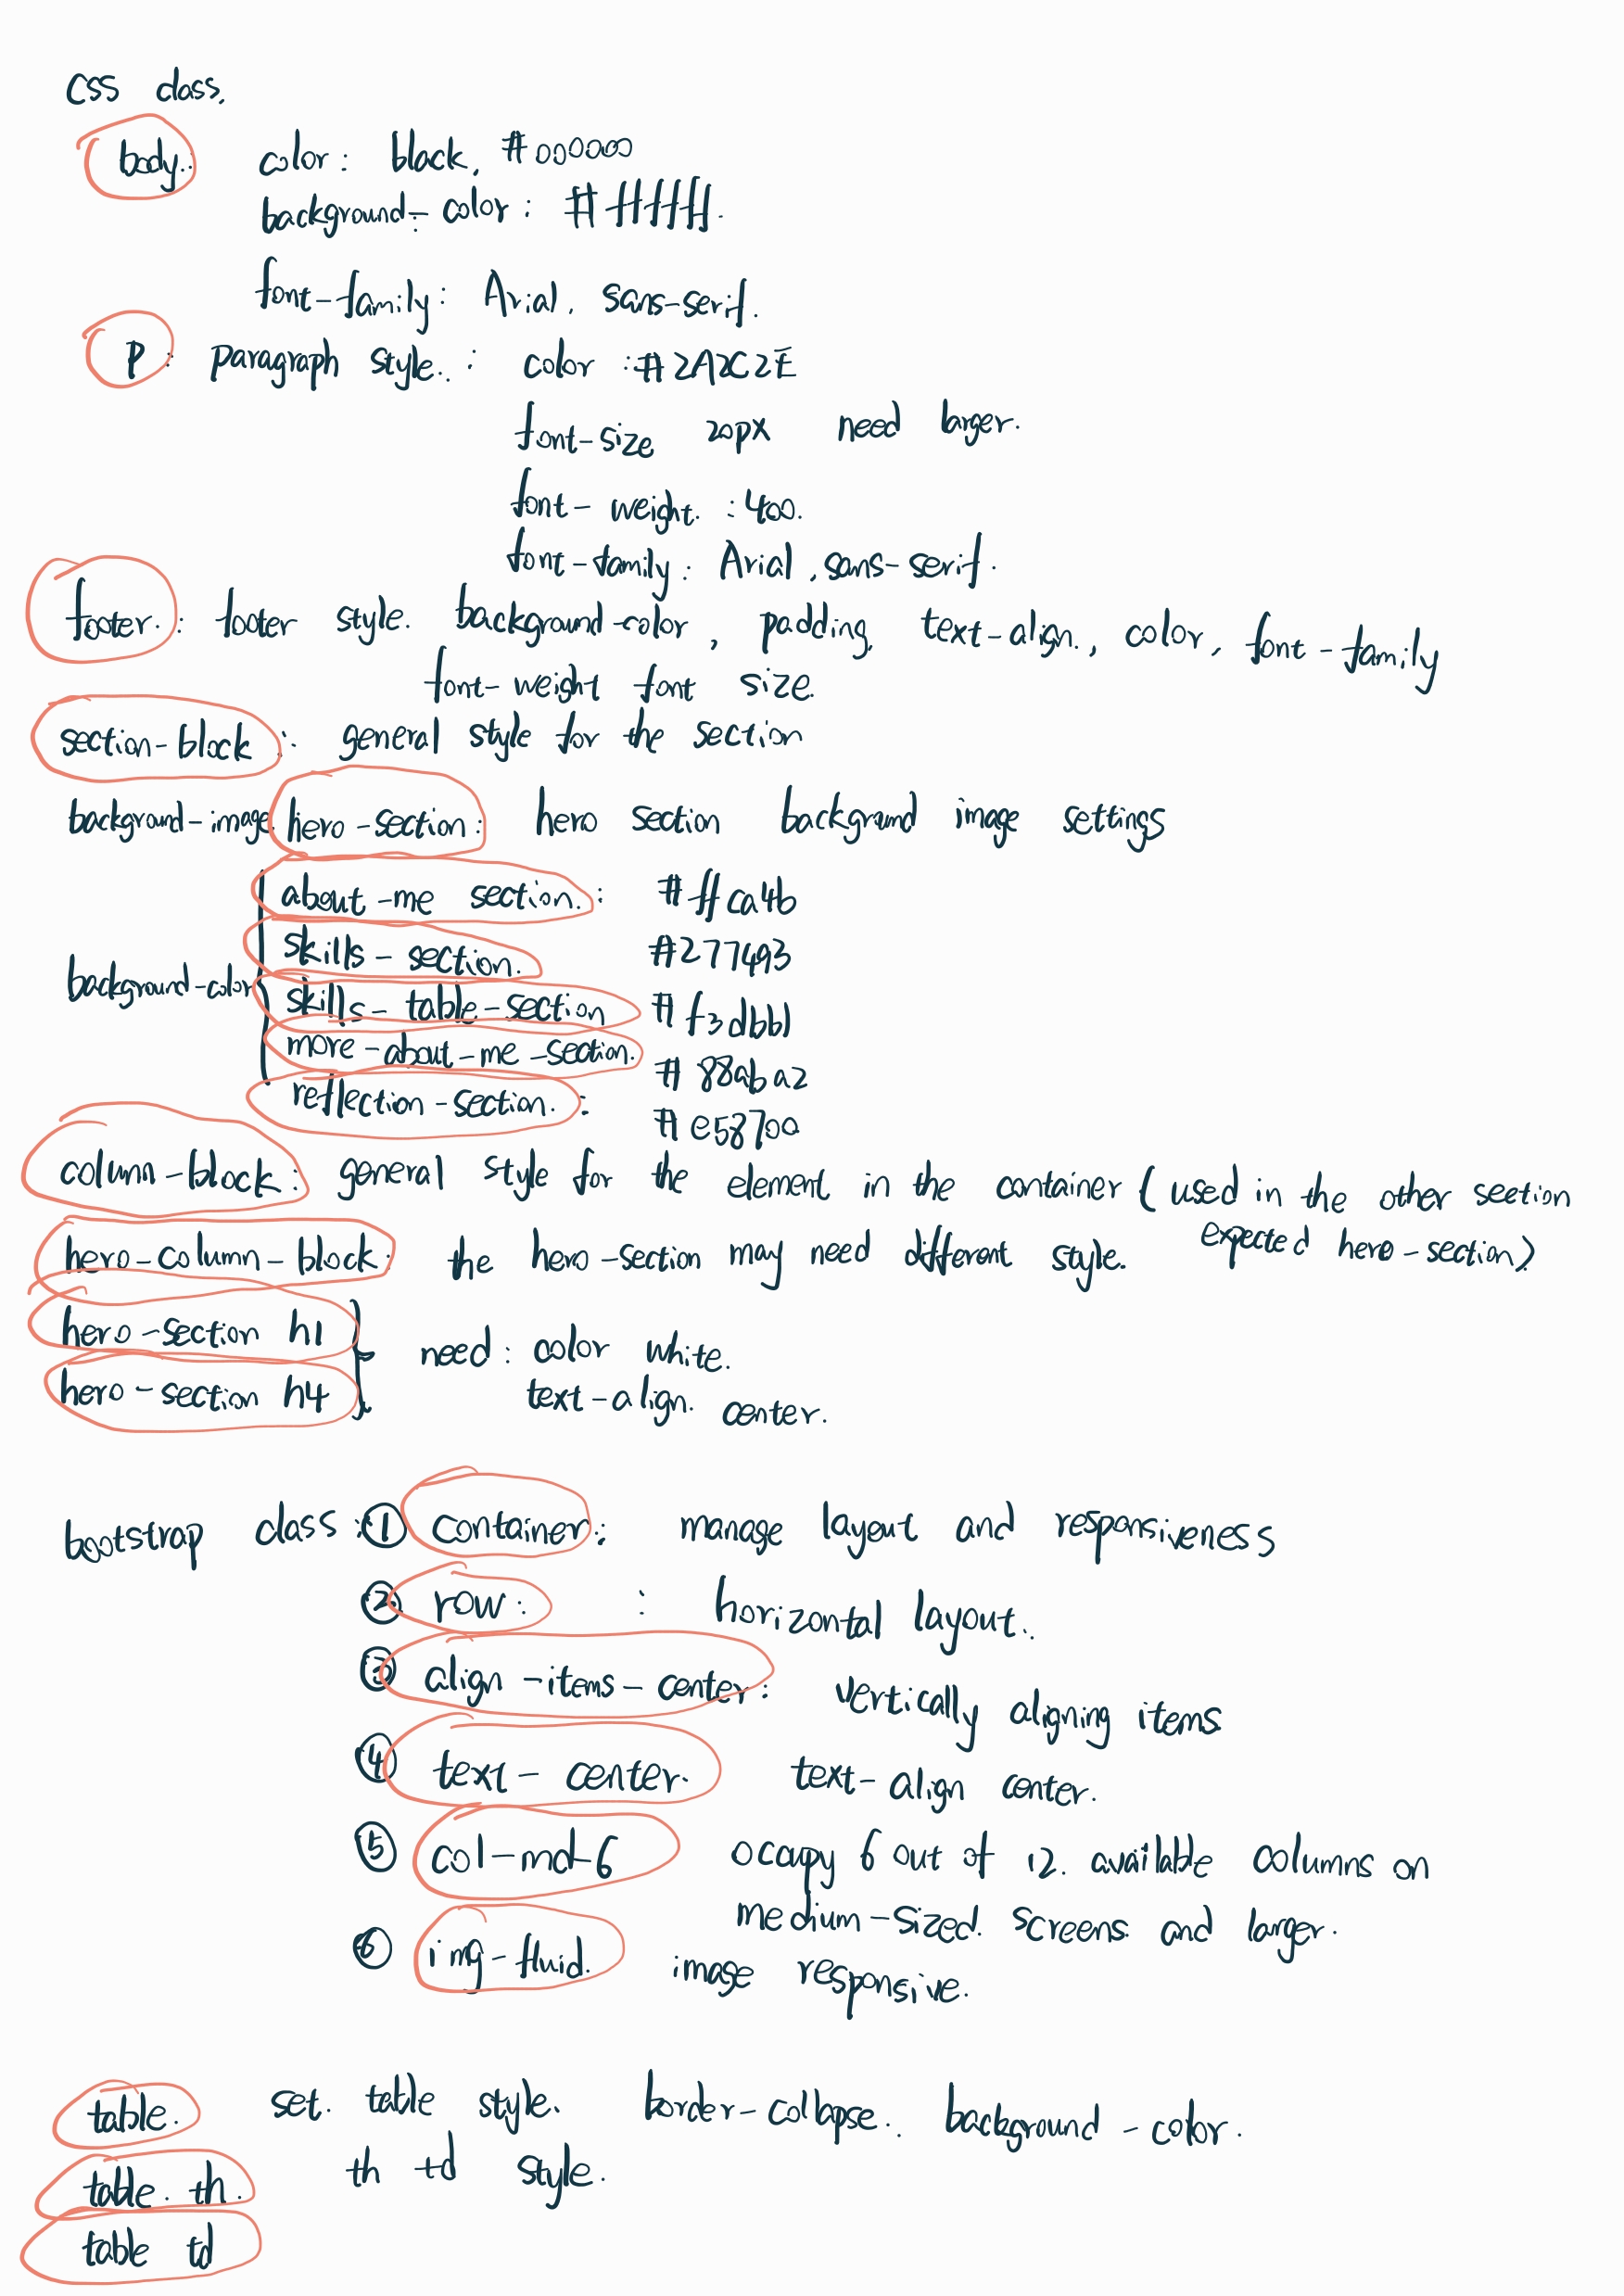 css class.
body: color: black, #000000
background-color: #ffffff.
font-family: Arial, sans-serif.
p: paragraph style.: color: #2A2C2E
font-size 20px need larger.
font-weight.: 400.
font-family: Arial, sans-serif.
footer.: footer style. background-color, padding, text-align., color, font-family
font-weight font size.
section-block: general style for the section
background-image hero-section: hero section background image settings
about-me section.: #ffca4b
skills-section. #277493
background-color
skills-table-section #f3dbb1
more-about-me-section. #88aba2
reflection-section.: #e58700
column-block: general style for the element in the container (used in the other section
expected hero-section)
hero-column-block: the hero-section may need different style.
hero-section h1
need: color white.
hero-section h4 text-align. center.
bootstrap class: ① container: manage layout and responsiveness
② row: : horizontal layout.
③ align-items-center: vertically aligning items
④ text-center. text-align center.
⑤ col-md-6 occupy 6 out of 12. available columns on
medium-sized. screens and larger.
⑥ img-fluid. image responsive.
table. set. table style. border-collapse. background-color.
table. th. th td style.
table td